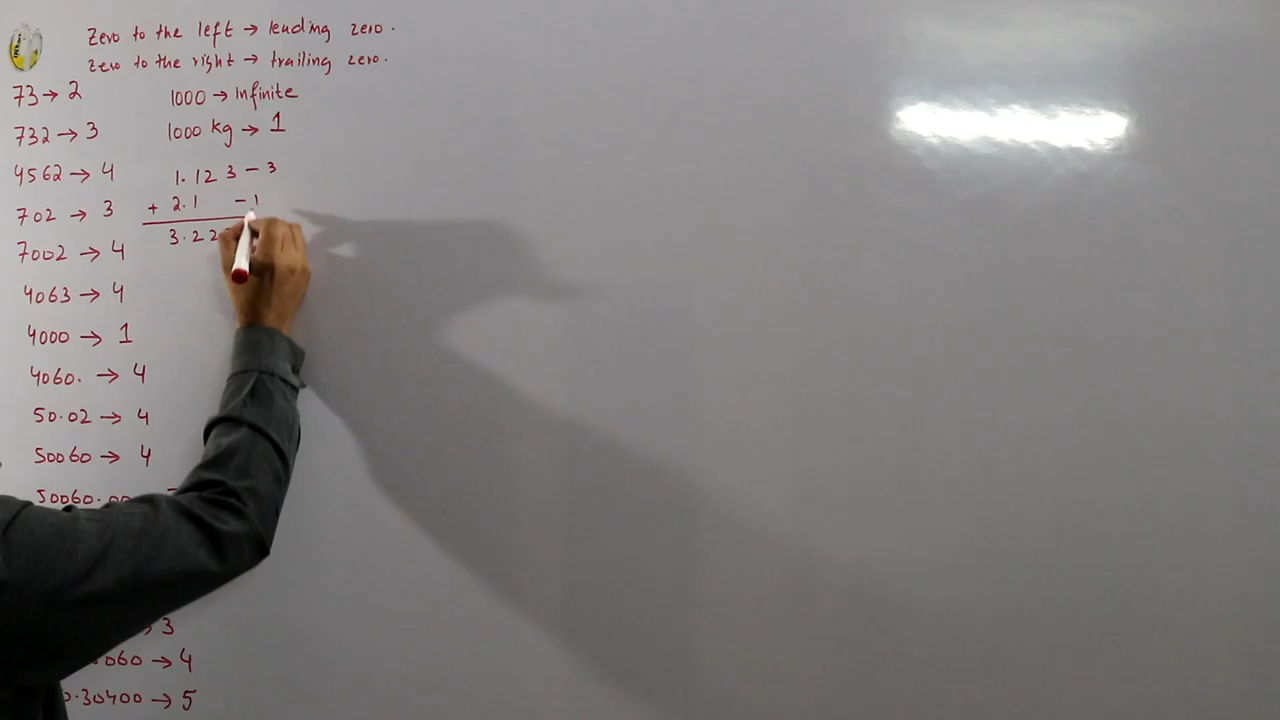 Zero to the left → leading zero.
Zero to the right → trailing zero.
73 → 2
732 → 3
4562 → 4
702 → 3
7002 → 4
4063 → 4
4000 → 1
4060. → 4
50.02 → 4
50060 → 4
50060.00
3
060 → 4
0.30400 → 5
1000 → Infinite
1000 kg → 1
1.123 - 3
+ 2.1 - 1
3.22